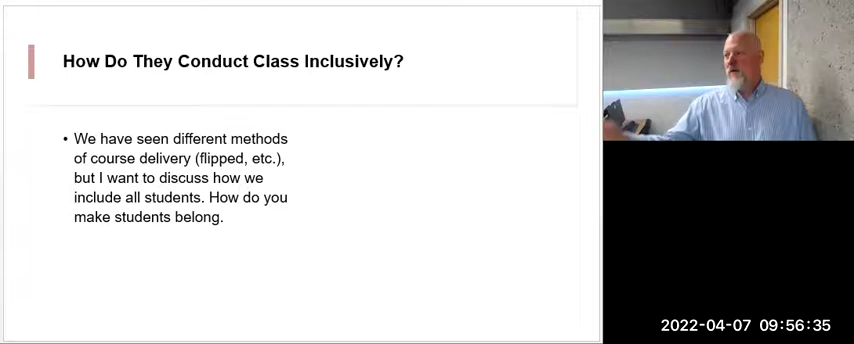 How Do They Conduct Class Inclusively?
• We have seen different methods
of course delivery (flipped, etc.),
but I want to discuss how we
include all students. How do you
make students belong.
2022-04-07 09:56:35